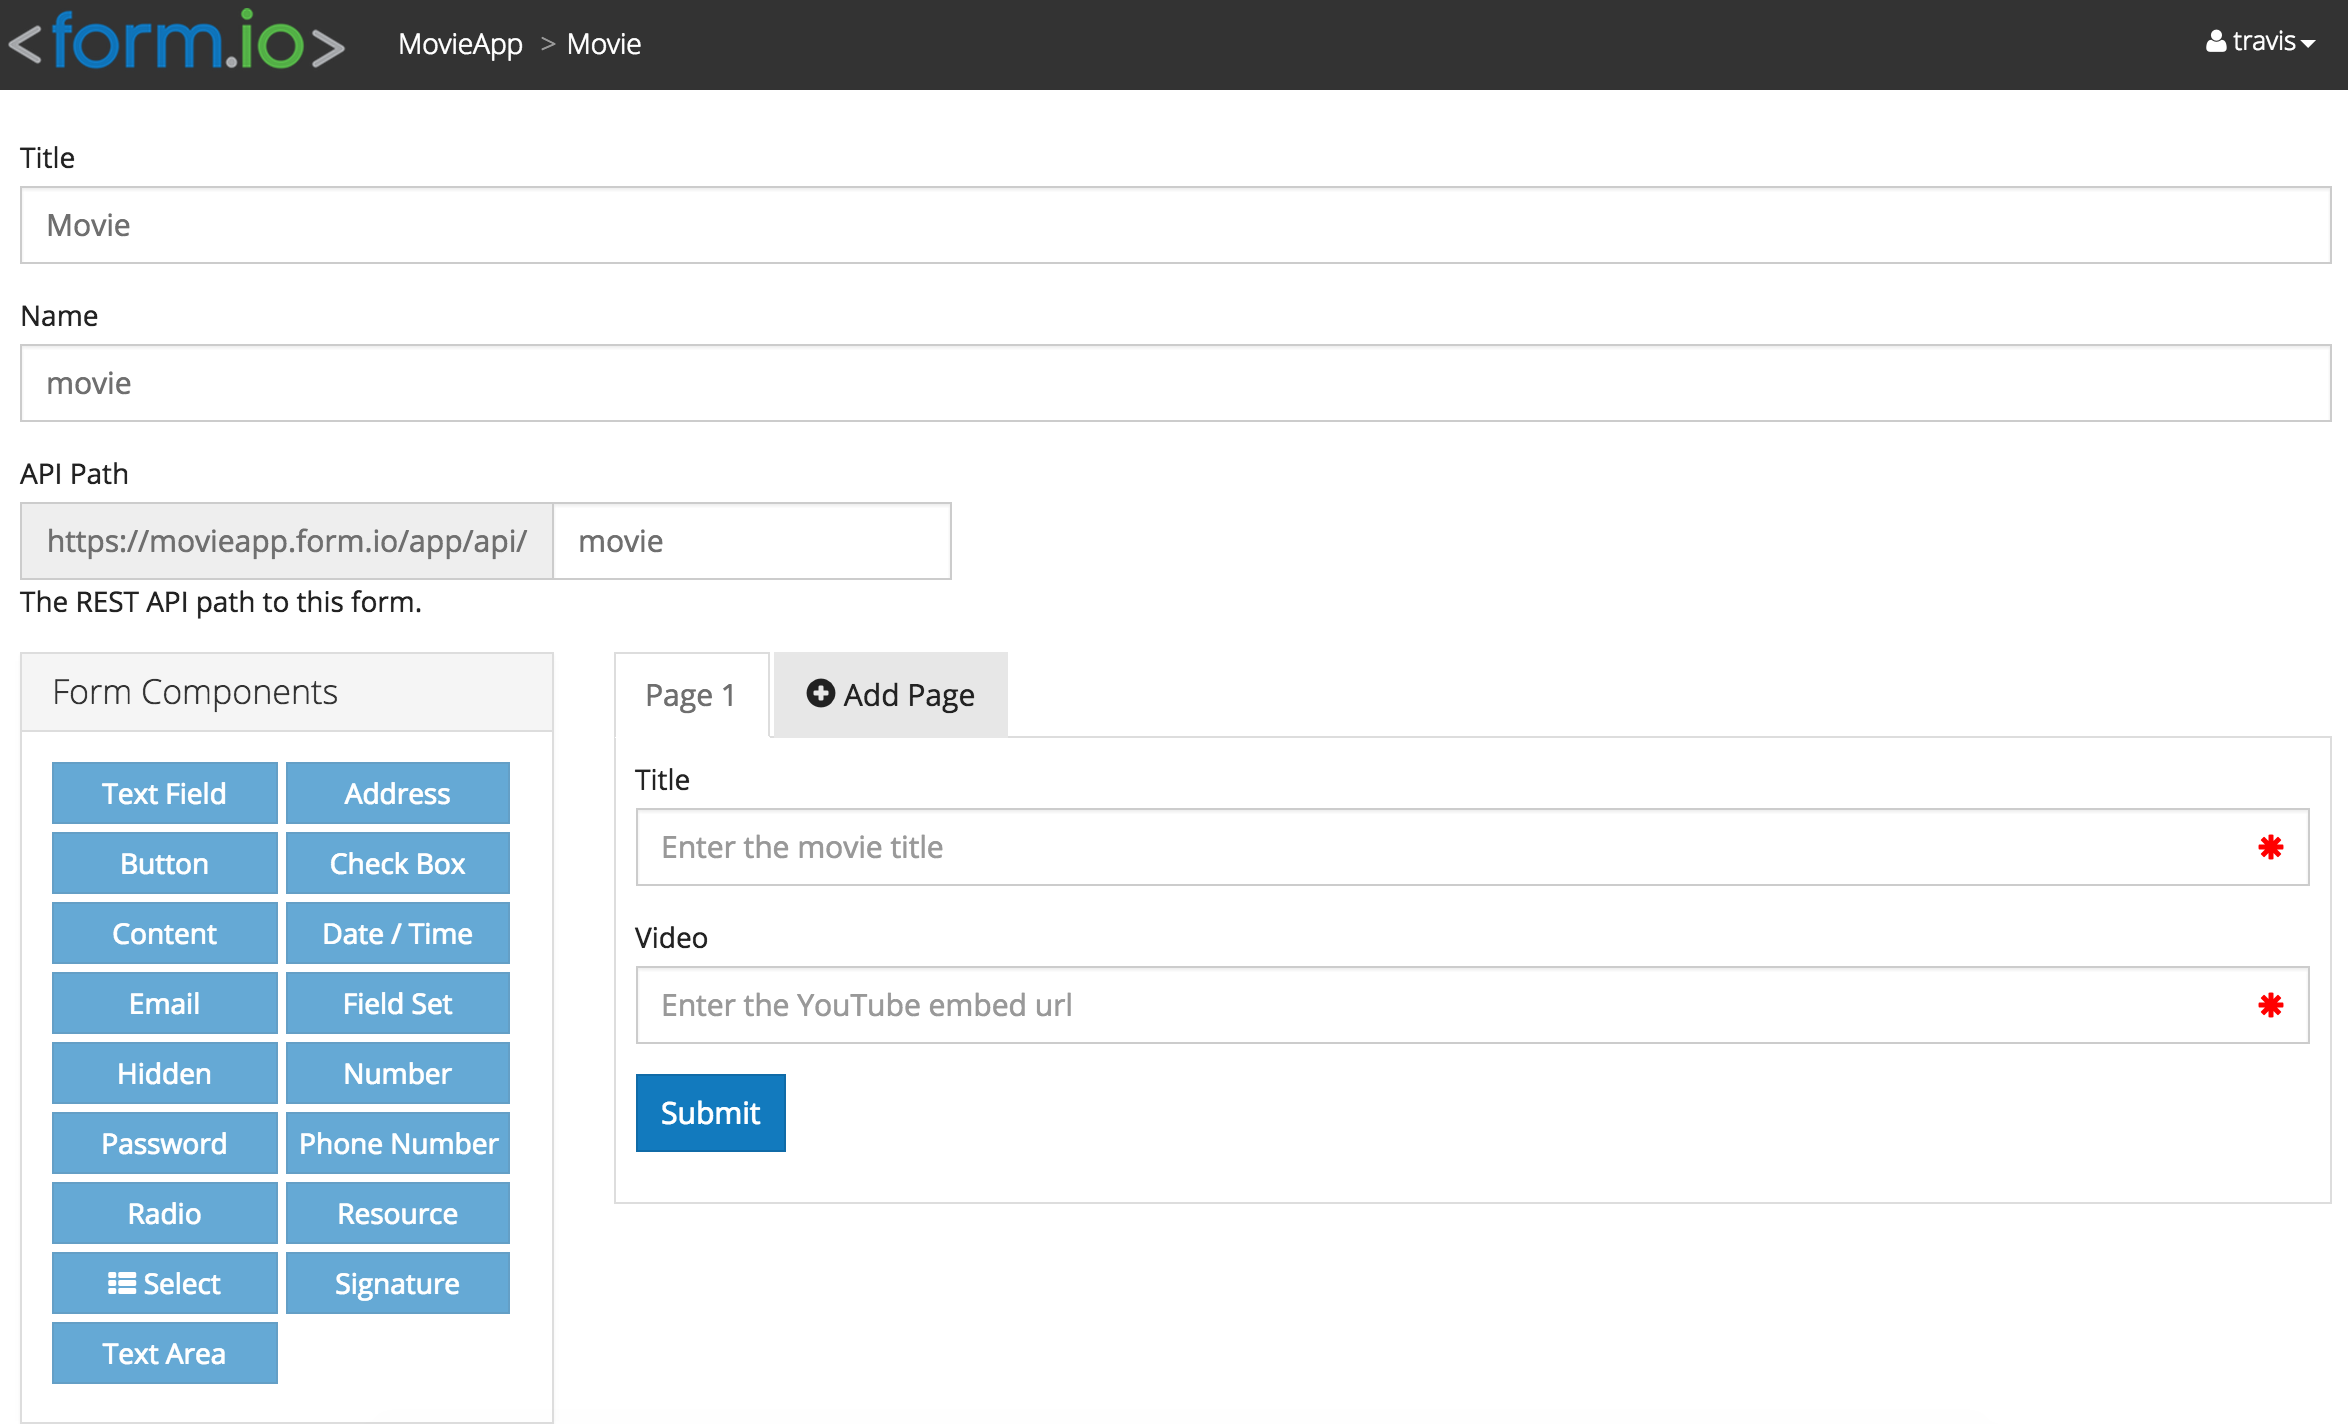 <form.io>
MovieApp > Movie
travis
Title
Movie
Name
movie
API Path
https://movieapp.form.io/app/api/ movie
The REST API path to this form.
Form Components
Text Field Address
Button Check Box
Content Date / Time
Email Field Set
Hidden Number
Password Phone Number
Radio Resource
Select Signature
Text Area
Page 1 Add Page
Title
Enter the movie title
Video
Enter the YouTube embed url
Submit